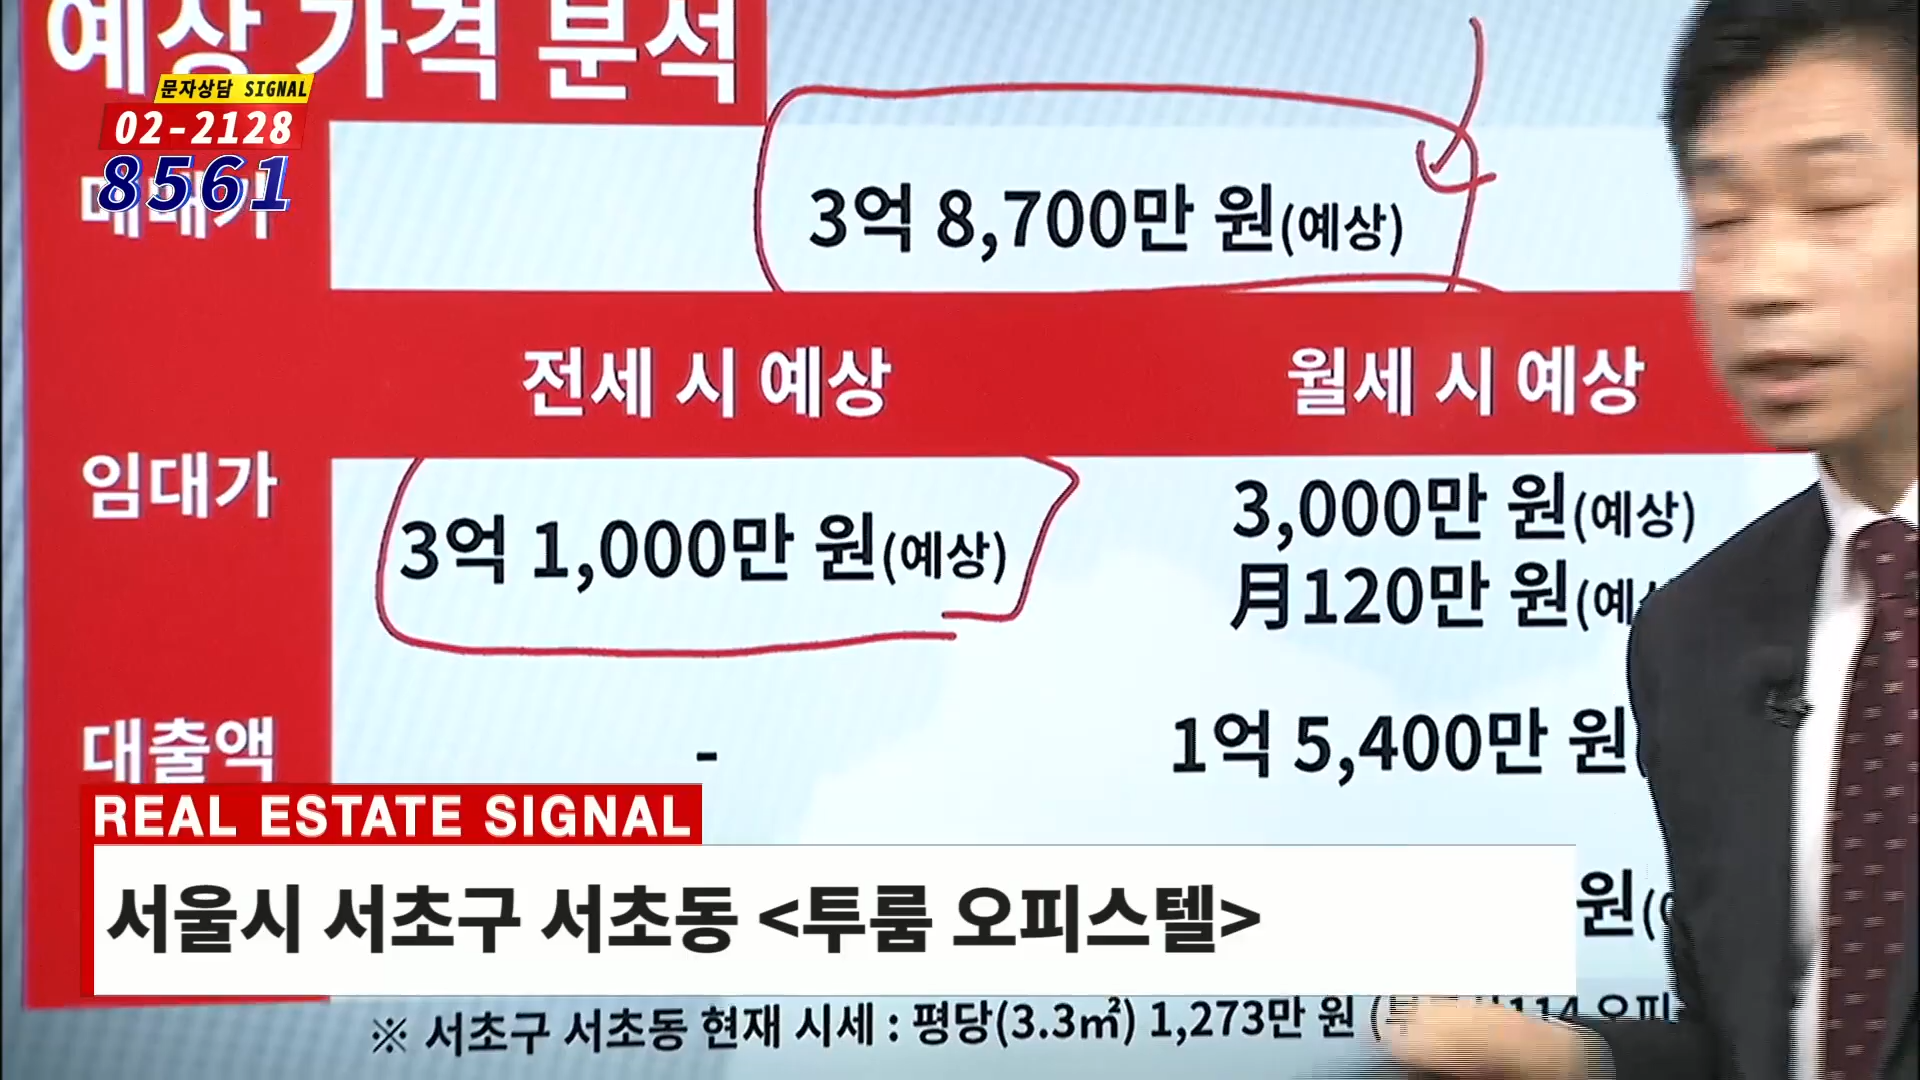 예상 가격 분석
문자상담 SIGNAL
02-2128
8561
매매가
3억 8,700만 원(예상)
전세 시 예상
월세 시 예상
임대가
3억 1,000만 원(예상)
3,000만 원(예상)
月120만 원(예
대출액
-
1억 5,400만 원
REAL ESTATE SIGNAL
서울시 서초구 서초동 <투룸 오피스텔>
원(
※ 서초구 서초동 현재 시세 : 평당(3.3㎡) 1,273만 원